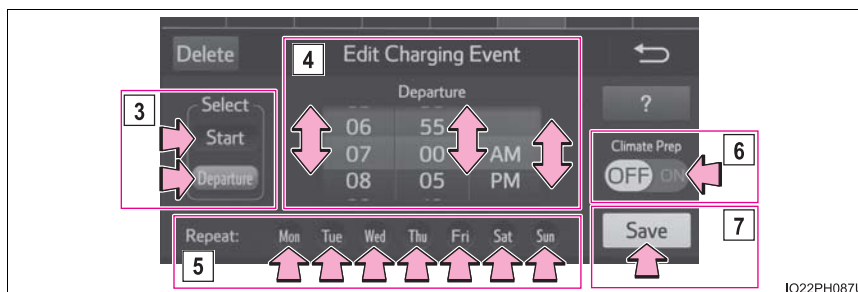 Delete
4
Edit Charging Event
3
Select
Start
Departure
Departure
06 55
07 00 AM
08 05 PM
?
Climate Prep
OFF ON
6
Repeat: Mon Tue Wed Thu Fri Sat Sun
5
Save
7
IO22PH087U